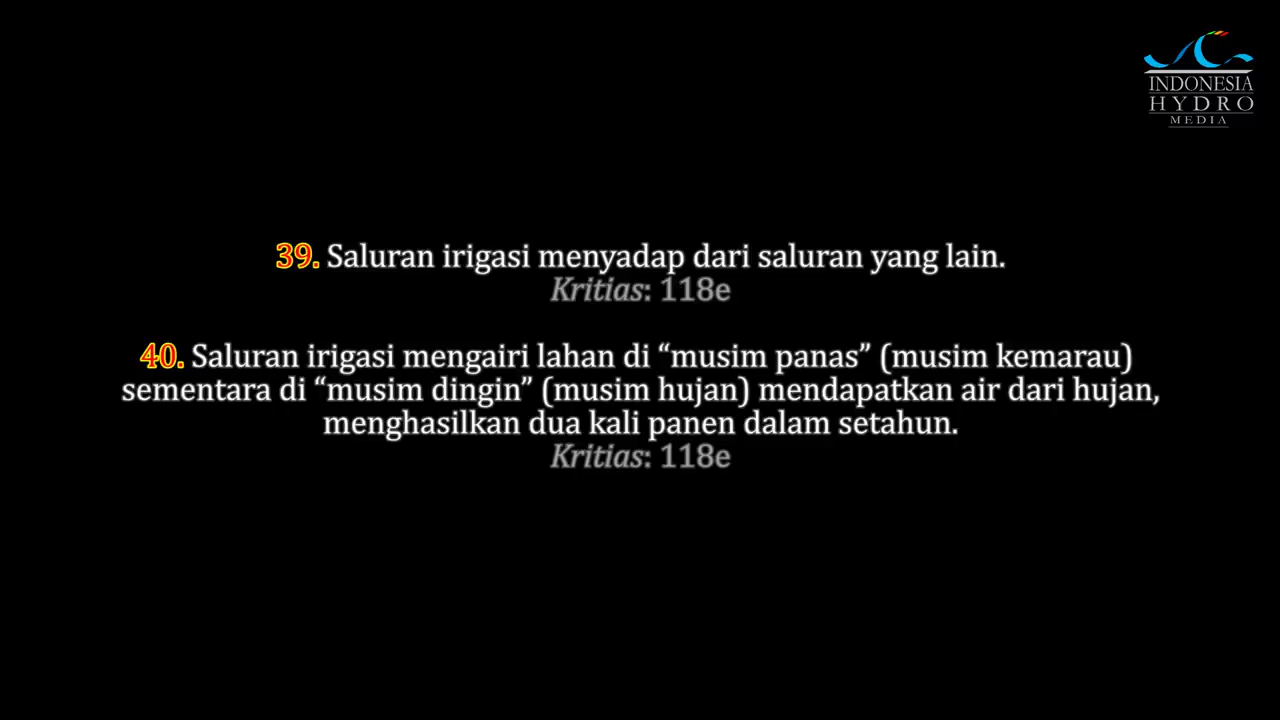 INDONESIA
HYDRO
MEDIA
39. Saluran irigasi menyadap dari saluran yang lain.
Kritias: 118e
40. Saluran irigasi mengairi lahan di “musim panas” (musim kemarau)
sementara di “musim dingin” (musim hujan) mendapatkan air dari hujan,
menghasilkan dua kali panen dalam setahun.
Kritias: 118e